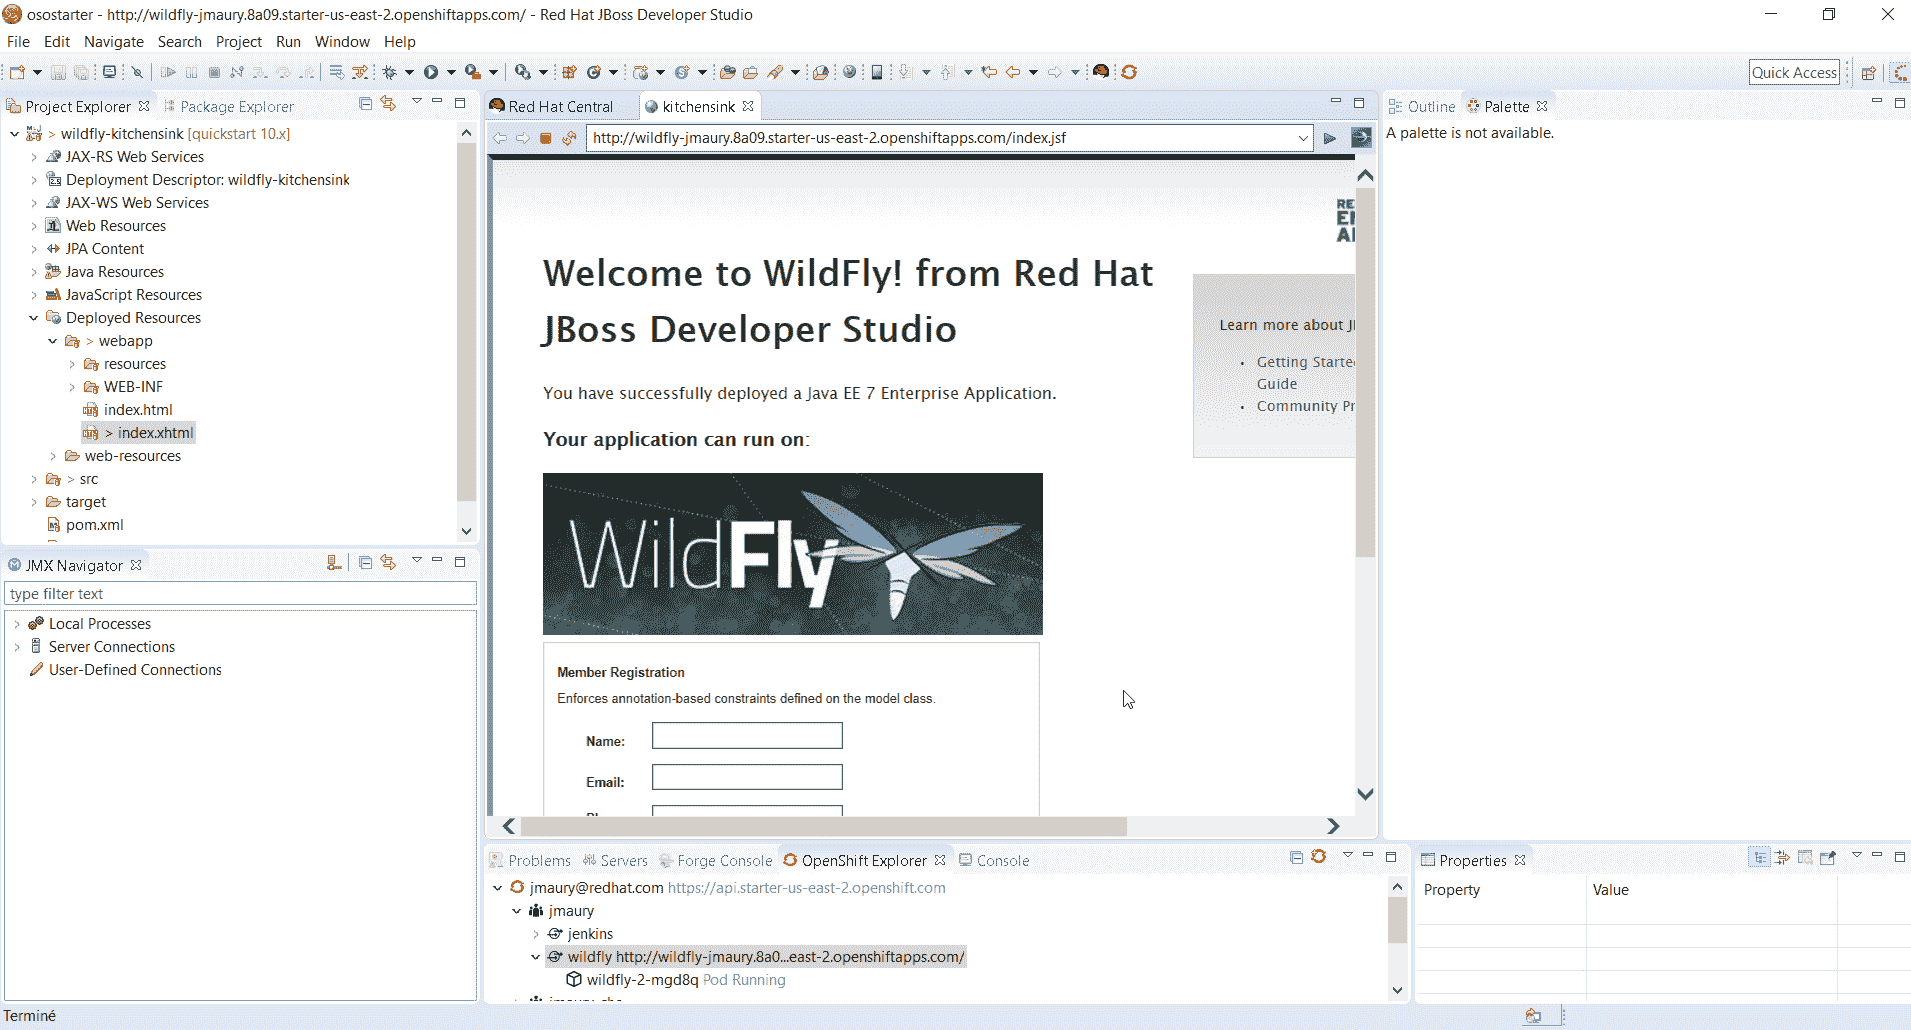 osostarter - http://wildfly-jmaury.8a09.starter-us-east-2.openshiftapps.com/ - Red Hat JBoss Developer Studio
File Edit Navigate Search Project Run Window Help
Quick Access
Project Explorer Package Explorer
> wildfly-kitchensink [quickstart 10.x]
JAX-RS Web Services
Deployment Descriptor: wildfly-kitchensink
JAX-WS Web Services
Web Resources
JPA Content
Java Resources
JavaScript Resources
Deployed Resources
> webapp
resources
WEB-INF
index.html
> index.xhtml
web-resources
> src
target
pom.xml
JMX Navigator
type filter text
Local Processes
Server Connections
User-Defined Connections
Red Hat Central kitchensink
http://wildfly-jmaury.8a09.starter-us-east-2.openshiftapps.com/index.jsf
Welcome to WildFly! from Red Hat
JBoss Developer Studio
You have successfully deployed a Java EE 7 Enterprise Application.
Your application can run on:
WildFly
Member Registration
Enforces annotation-based constraints defined on the model class.
Name:
Email:
RE
EN
AI
Learn more about
Getting Starte
Guide
Community Pr
Outline Palette
A palette is not available.
Problems Servers Forge Console OpenShift Explorer Console
jmaury@redhat.com https://api.starter-us-east-2.openshift.com
jmaury
jenkins
wildfly http://wildfly-jmaury.8a0...east-2.openshiftapps.com/
wildfly-2-mgd8q Pod Running
Properties
Property Value
Terminé